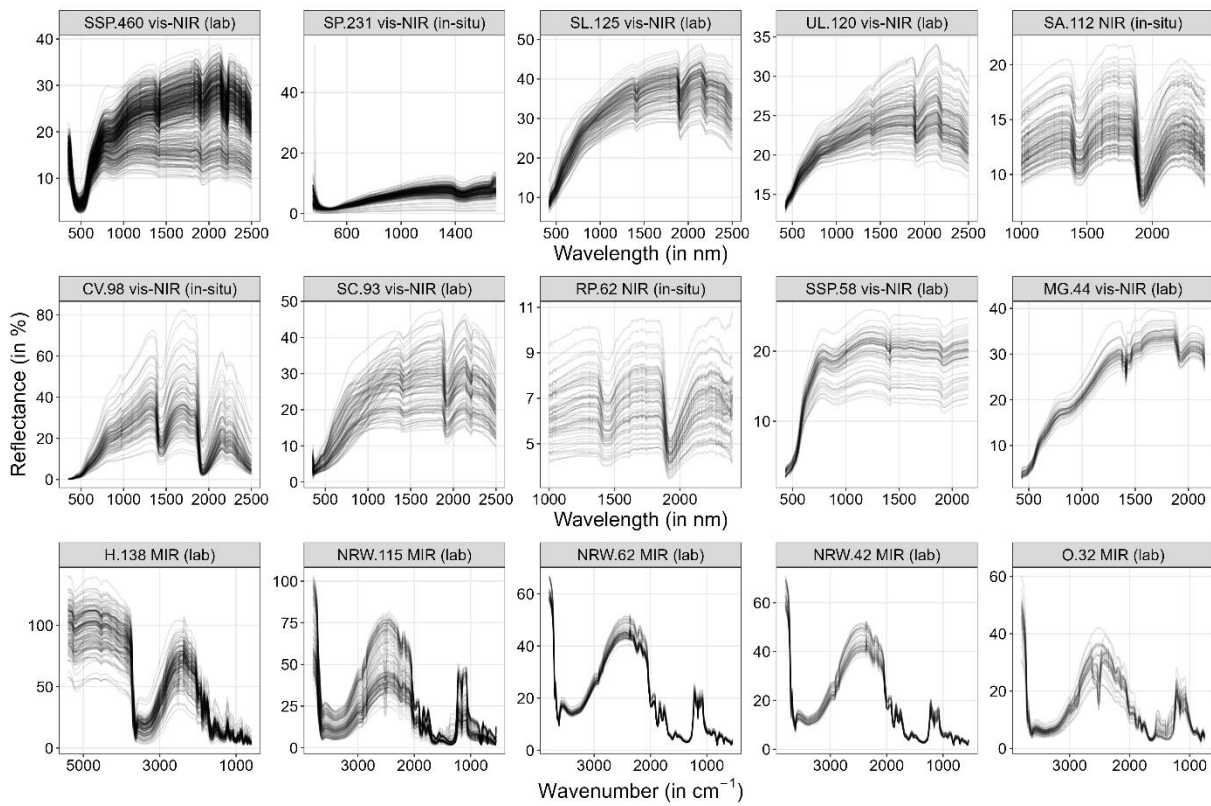 SSP.460 vis-NIR (lab) SP.231 vis-NIR (in-situ) SL.125 vis-NIR (lab) UL.120 vis-NIR (lab) SA.112 NIR (in-situ)
40 30 20 10
40 20 0
50 40 30 20 10
35 30 25 20 15
20 15 10
500 1000 1500 2000 2500 600 1000 1400 500 1000 1500 2000 2500 500 1000 1500 2000 2500 1000 1500 2000
Wavelength (in nm)
CV.98 vis-NIR (in-situ) SC.93 vis-NIR (lab) RP.62 NIR (in-situ) SSP.58 vis-NIR (lab) MG.44 vis-NIR (lab)
Reflectance (in %)
80 60 40 20 0
50 40 30 20 10 0
11 9 7 5
20 10
40 30 20 10
500 1000 1500 2000 2500 500 1000 1500 2000 2500 1000 1500 2000 500 1000 1500 2000 500 1000 1500 2000
Wavelength (in nm)
H.138 MIR (lab) NRW.115 MIR (lab) NRW.62 MIR (lab) NRW.42 MIR (lab) O.32 MIR (lab)
100 50 0
100 75 50 25 0
60 40 20 0
60 40 20 0
60 40 20 0
5000 3000 1000 3000 2000 1000 3000 2000 1000 3000 2000 1000 3000 2000 1000
Wavenumber (in cm⁻¹)